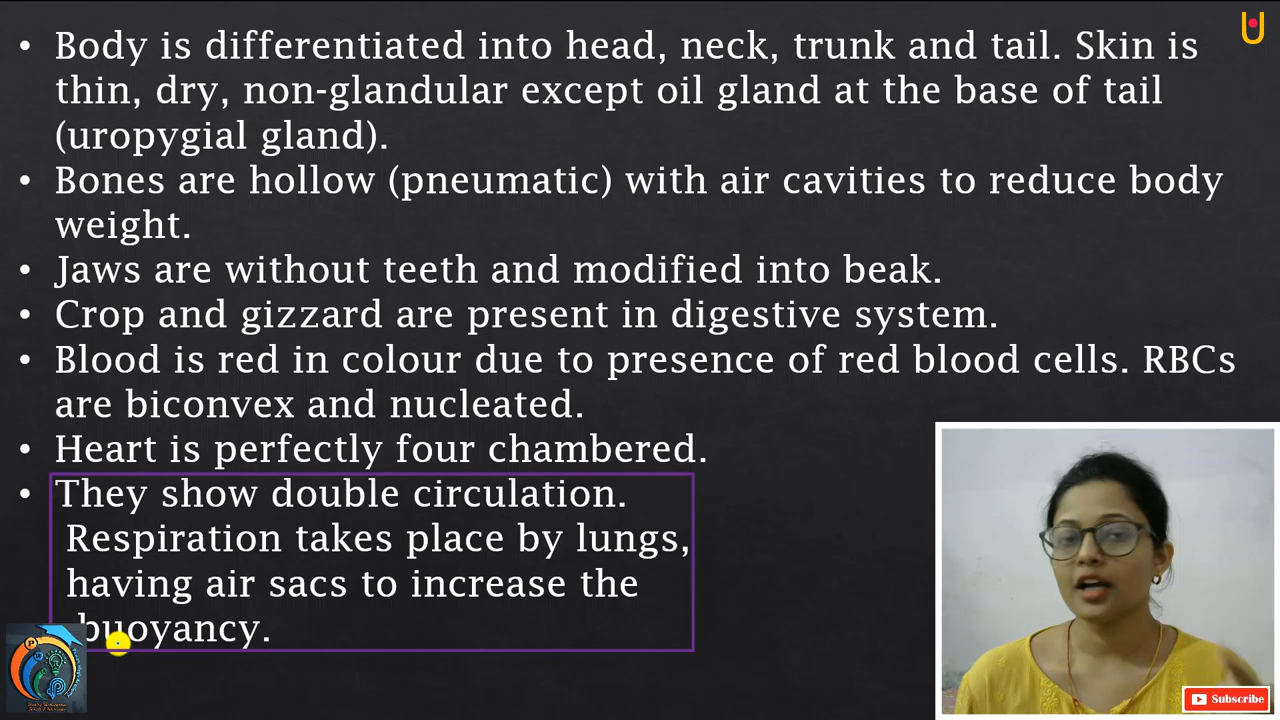 • Body is differentiated into head, neck, trunk and tail. Skin is
thin, dry, non-glandular except oil gland at the base of tail
(uropygial gland).
• Bones are hollow (pneumatic) with air cavities to reduce body
weight.
• Jaws are without teeth and modified into beak.
• Crop and gizzard are present in digestive system.
• Blood is red in colour due to presence of red blood cells. RBCs
are biconvex and nucleated.
• Heart is perfectly four chambered.
• They show double circulation.
Respiration takes place by lungs,
having air sacs to increase the
buoyancy.
Subscribe